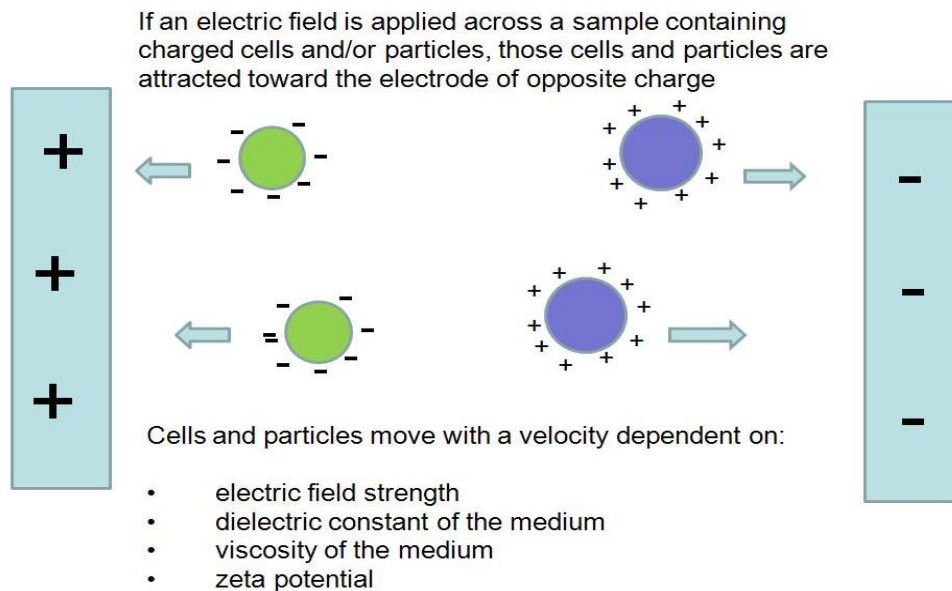 If an electric field is applied across a sample containing
charged cells and/or particles, those cells and particles are
attracted toward the electrode of opposite charge
Cells and particles move with a velocity dependent on:
• electric field strength
• dielectric constant of the medium
• viscosity of the medium
• zeta potential